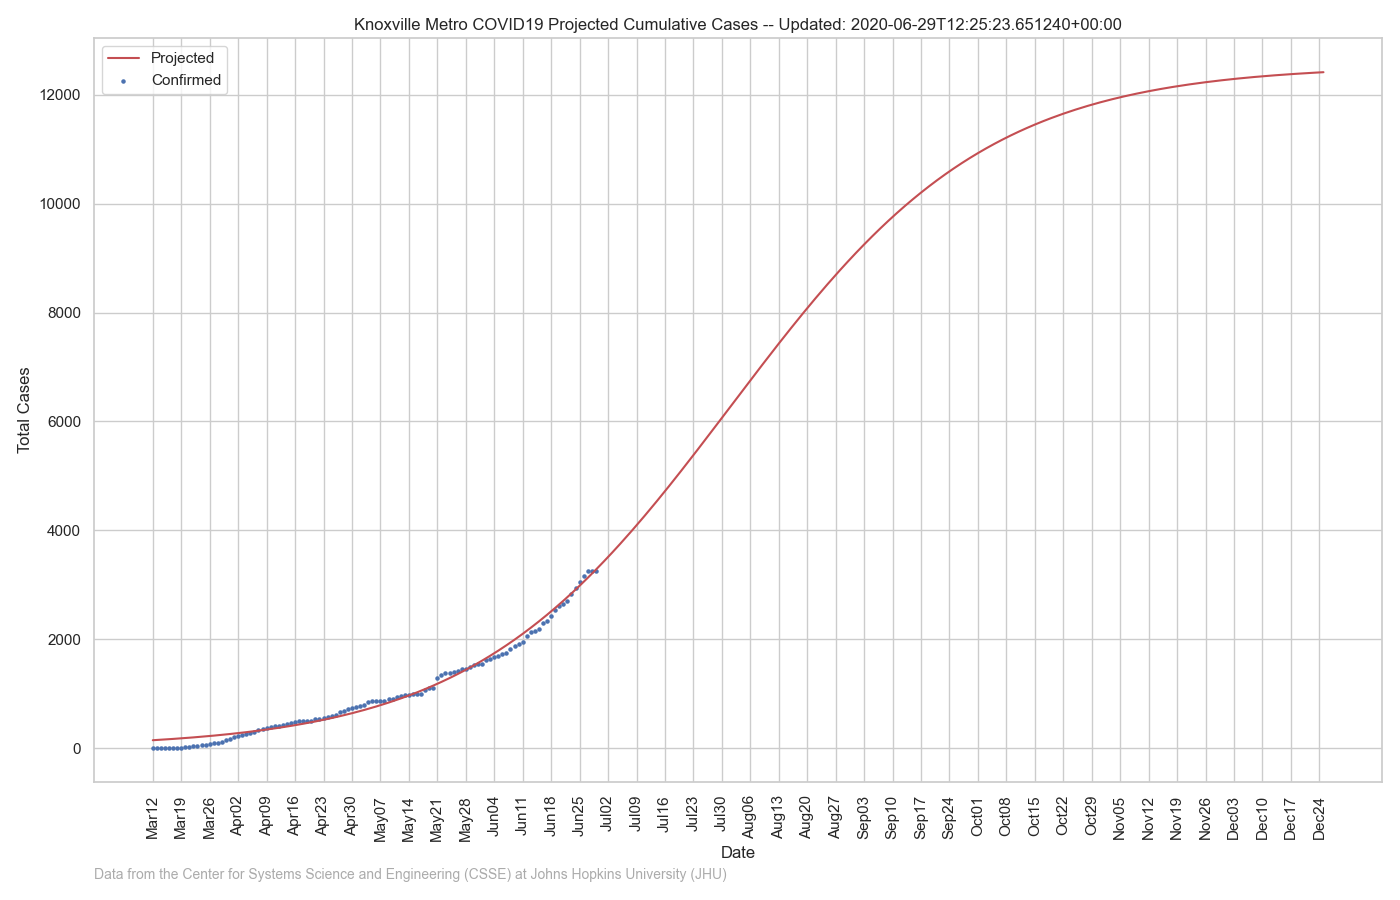 Knoxville Metro COVID19 Projected Cumulative Cases -- Updated: 2020-06-29T12:25:23.651240+00:00
Projected
Confirmed
12000
10000
8000
6000
4000
2000
0
Total Cases
Mar12
Mar19
Mar26
Apr02
Apr09
Apr16
Apr23
Apr30
May07
May14
May21
May28
Jun04
Jun11
Jun18
Jun25
Jul02
Jul09
Jul16
Jul23
Jul30
Aug06
Aug13
Aug20
Aug27
Sep03
Sep10
Sep17
Sep24
Oct01
Oct08
Oct15
Oct22
Oct29
Nov05
Nov12
Nov19
Nov26
Dec03
Dec10
Dec17
Dec24
Date
Data from the Center for Systems Science and Engineering (CSSE) at Johns Hopkins University (JHU)